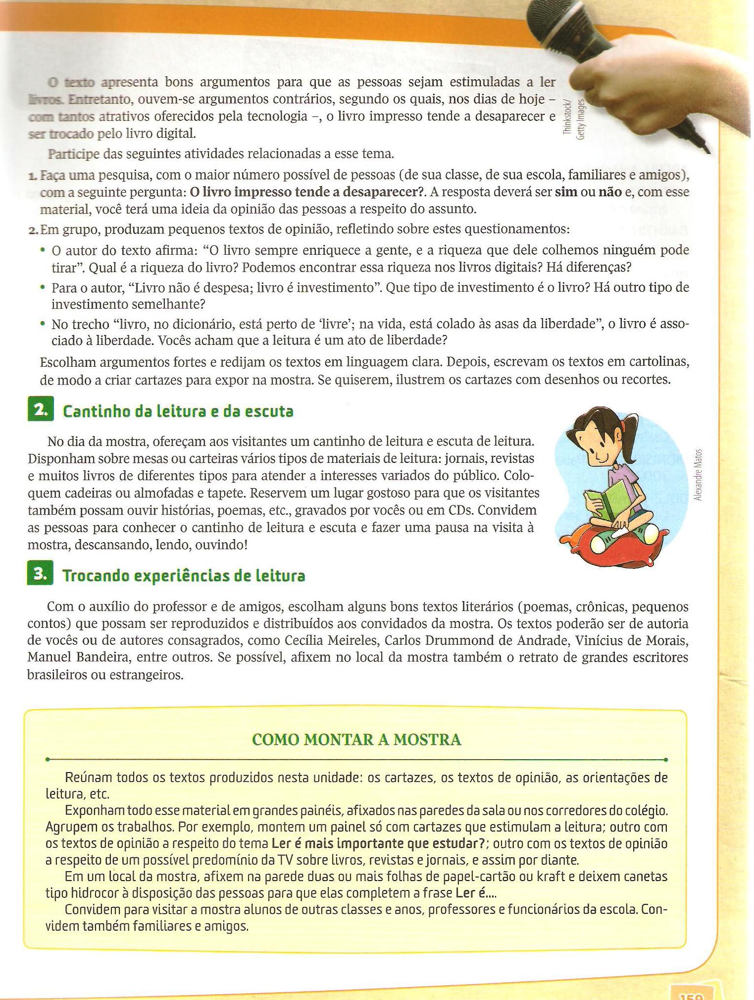 O texto apresenta bons argumentos para que as pessoas sejam estimuladas a ler
livros. Entretanto, ouvem-se argumentos contrários, segundo os quais, nos dias de hoje –
com tantos atrativos oferecidos pela tecnologia –, o livro impresso tende a desaparecer e
ser trocado pelo livro digital.
Thinkstock/
Getty Images
Participe das seguintes atividades relacionadas a esse tema.
1. Faça uma pesquisa, com o maior número possível de pessoas (de sua classe, de sua escola, familiares e amigos),
com a seguinte pergunta: O livro impresso tende a desaparecer?. A resposta deverá ser sim ou não e, com esse
material, você terá uma ideia da opinião das pessoas a respeito do assunto.
2. Em grupo, produzam pequenos textos de opinião, refletindo sobre estes questionamentos:
• O autor do texto afirma: “O livro sempre enriquece a gente, e a riqueza que dele colhemos ninguém pode
tirar”. Qual é a riqueza do livro? Podemos encontrar essa riqueza nos livros digitais? Há diferenças?
• Para o autor, “Livro não é despesa; livro é investimento”. Que tipo de investimento é o livro? Há outro tipo de
investimento semelhante?
• No trecho “livro, no dicionário, está perto de ‘livre’; na vida, está colado às asas da liberdade”, o livro é asso-
ciado à liberdade. Vocês acham que a leitura é um ato de liberdade?
Escolham argumentos fortes e redijam os textos em linguagem clara. Depois, escrevam os textos em cartolinas,
de modo a criar cartazes para expor na mostra. Se quiserem, ilustrem os cartazes com desenhos ou recortes.
2. Cantinho da leitura e da escuta
No dia da mostra, ofereçam aos visitantes um cantinho de leitura e escuta de leitura.
Disponham sobre mesas ou carteiras vários tipos de materiais de leitura: jornais, revistas
e muitos livros de diferentes tipos para atender a interesses variados do público. Colo-
quem cadeiras ou almofadas e tapete. Reservem um lugar gostoso para que os visitantes
também possam ouvir histórias, poemas, etc., gravados por vocês ou em CDs. Convidem
as pessoas para conhecer o cantinho de leitura e escuta e fazer uma pausa na visita à
mostra, descansando, lendo, ouvindo!
Alexandre Matos
3. Trocando experiências de leitura
Com o auxílio do professor e de amigos, escolham alguns bons textos literários (poemas, crônicas, pequenos
contos) que possam ser reproduzidos e distribuídos aos convidados da mostra. Os textos poderão ser de autoria
de vocês ou de autores consagrados, como Cecília Meireles, Carlos Drummond de Andrade, Vinícius de Morais,
Manuel Bandeira, entre outros. Se possível, afixem no local da mostra também o retrato de grandes escritores
brasileiros ou estrangeiros.
COMO MONTAR A MOSTRA
Reúnam todos os textos produzidos nesta unidade: os cartazes, os textos de opinião, as orientações de
leitura, etc.
Exponham todo esse material em grandes painéis, afixados nas paredes da sala ou nos corredores do colégio.
Agrupem os trabalhos. Por exemplo, montem um painel só com cartazes que estimulam a leitura; outro com
os textos de opinião a respeito do tema Ler é mais importante que estudar?; outro com os textos de opinião
a respeito de um possível predomínio da TV sobre livros, revistas e jornais, e assim por diante.
Em um local da mostra, afixem na parede duas ou mais folhas de papel-cartão ou kraft e deixem canetas
tipo hidrocor à disposição das pessoas para que elas completem a frase Ler é....
Convidem para visitar a mostra alunos de outras classes e anos, professores e funcionários da escola. Con-
videm também familiares e amigos.
159